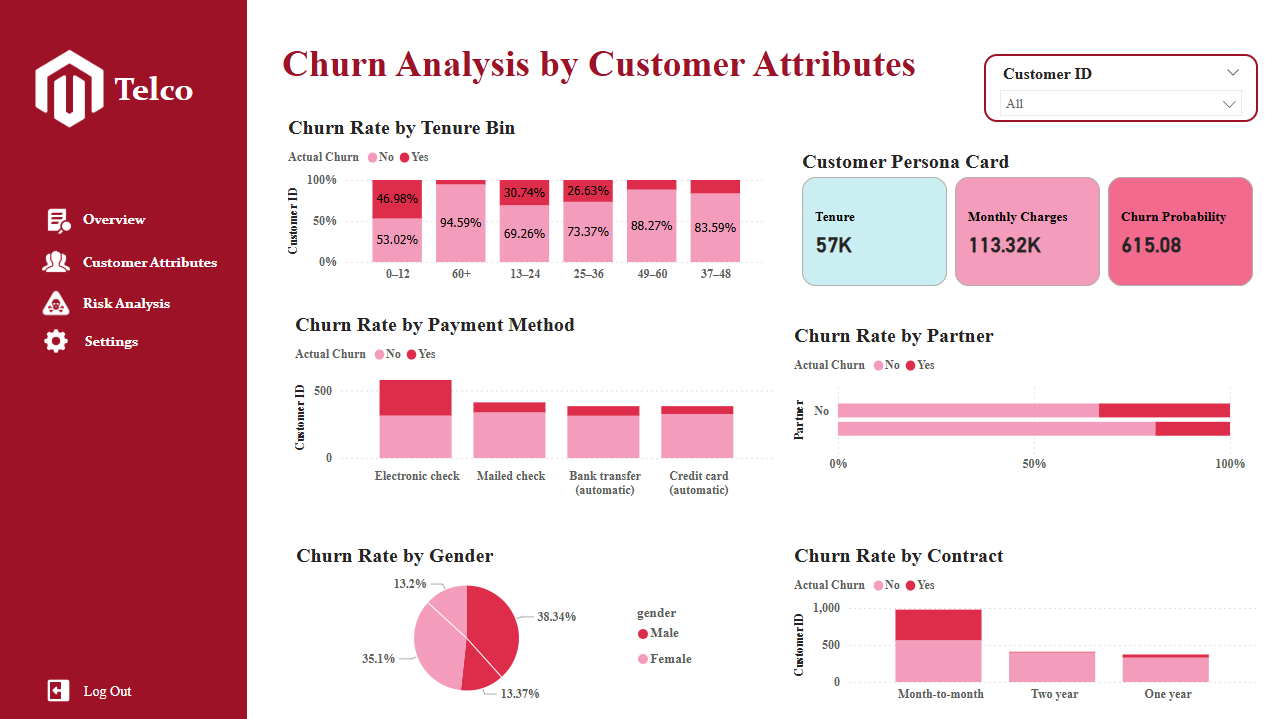 Telco
Overview
Customer Attributes
Risk Analysis
Settings
Log Out
Churn Analysis by Customer Attributes
Customer ID
All
Churn Rate by Tenure Bin
Actual Churn No Yes
Customer ID
100%
50%
0%
46.98%
53.02%
94.59%
30.74%
69.26%
26.63%
73.37%
88.27%
83.59%
0–12 60+ 13–24 25–36 49–60 37–48
Customer Persona Card
Tenure
57K
Monthly Charges
113.32K
Churn Probability
615.08
Churn Rate by Payment Method
Actual Churn No Yes
Customer ID
500
0
Electronic check
Mailed check
Bank transfer
(automatic)
Credit card
(automatic)
Churn Rate by Partner
Actual Churn No Yes
Partner
No
0% 50% 100%
Churn Rate by Gender
13.2%
38.34%
35.1%
13.37%
gender
Male
Female
Churn Rate by Contract
Actual Churn No Yes
CustomerID
1,000
500
0
Month-to-month Two year One year